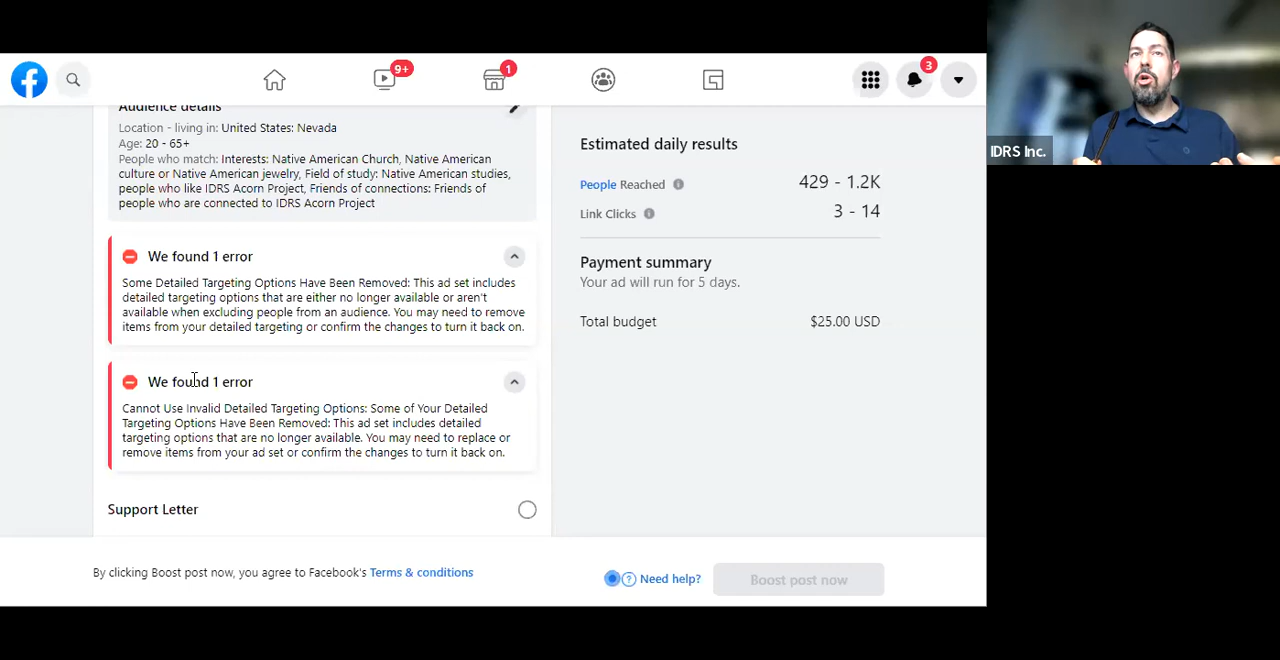 9+
1
3
IDRS Inc.
Audience details
Location - living in: United States: Nevada
Age: 20 - 65+
People who match: Interests: Native American Church, Native American
culture or Native American jewelry, Field of study: Native American studies,
people who like IDRS Acorn Project, Friends of connections: Friends of
people who are connected to IDRS Acorn Project
We found 1 error
Some Detailed Targeting Options Have Been Removed: This ad set includes
detailed targeting options that are either no longer available or aren't
available when excluding people from an audience. You may need to remove
items from your detailed targeting or confirm the changes to turn it back on.
We found 1 error
Cannot Use Invalid Detailed Targeting Options: Some of Your Detailed
Targeting Options Have Been Removed: This ad set includes detailed
targeting options that are no longer available. You may need to replace or
remove items from your ad set or confirm the changes to turn it back on.
Support Letter
Estimated daily results
People Reached 429 - 1.2K
Link Clicks 3 - 14
Payment summary
Your ad will run for 5 days.
Total budget $25.00 USD
By clicking Boost post now, you agree to Facebook's Terms & conditions
Need help?
Boost post now